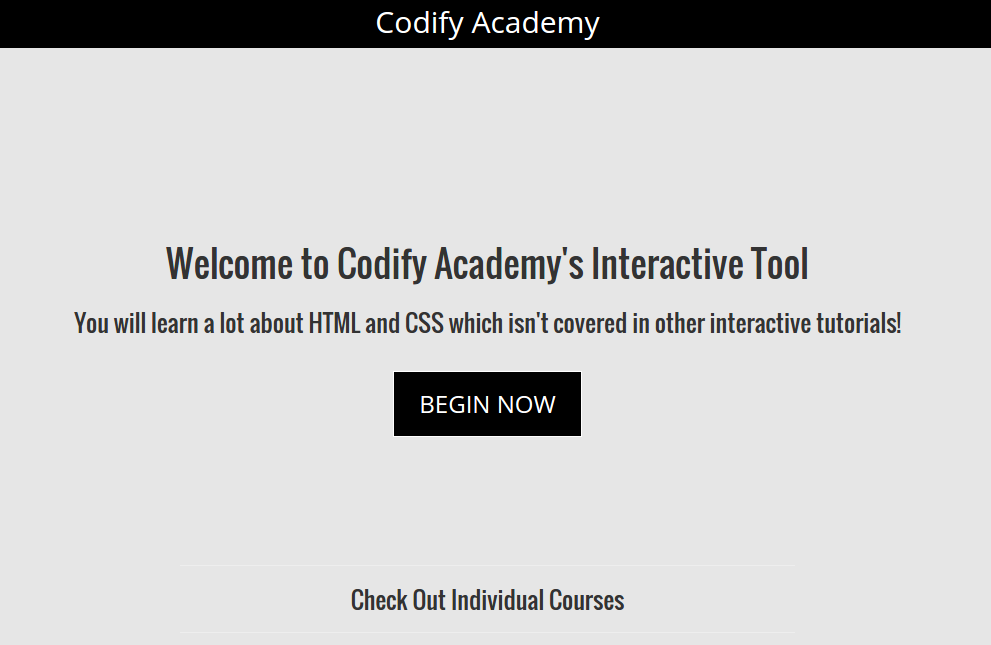 Codify Academy
Welcome to Codify Academy's Interactive Tool
You will learn a lot about HTML and CSS which isn't covered in other interactive tutorials!
BEGIN NOW
Check Out Individual Courses